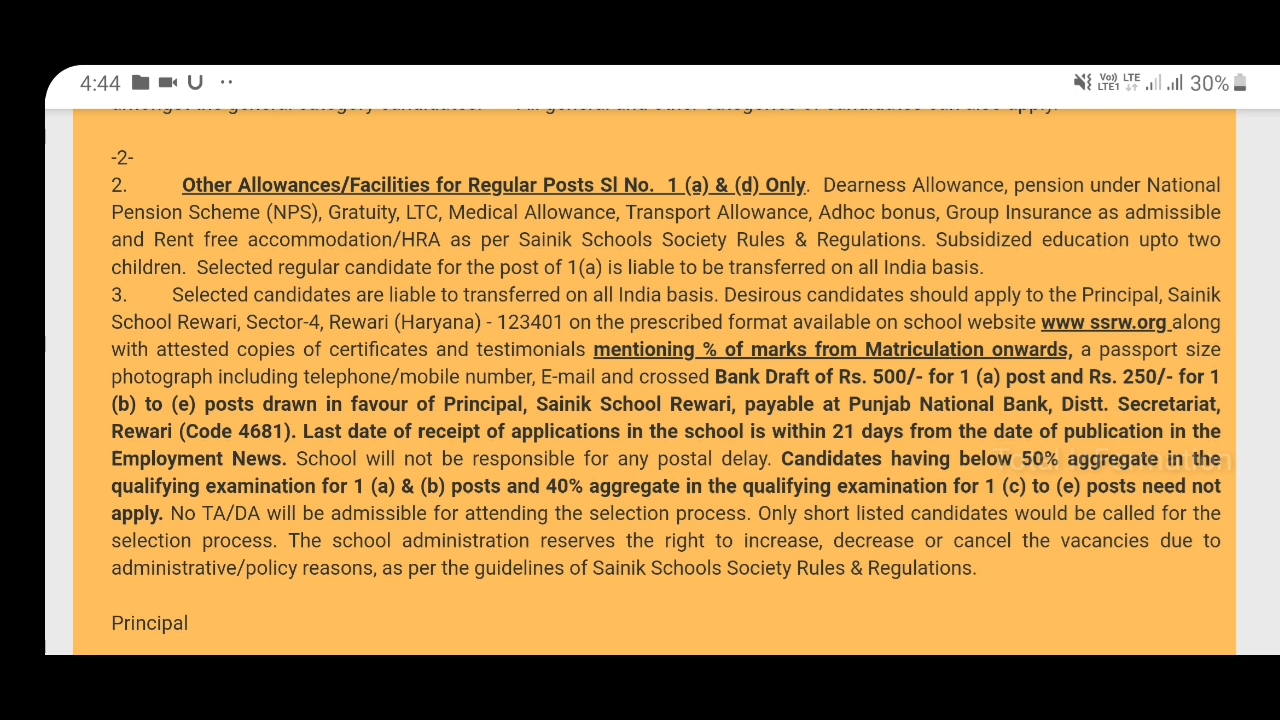 4:44
Vo)) LTE
LTE1
30%
-2-
2. Other Allowances/Facilities for Regular Posts Sl No. 1 (a) & (d) Only. Dearness Allowance, pension under National
Pension Scheme (NPS), Gratuity, LTC, Medical Allowance, Transport Allowance, Adhoc bonus, Group Insurance as admissible
and Rent free accommodation/HRA as per Sainik Schools Society Rules & Regulations. Subsidized education upto two
children. Selected regular candidate for the post of 1(a) is liable to be transferred on all India basis.
3. Selected candidates are liable to transferred on all India basis. Desirous candidates should apply to the Principal, Sainik
School Rewari, Sector-4, Rewari (Haryana) - 123401 on the prescribed format available on school website www ssrw.org along
with attested copies of certificates and testimonials mentioning % of marks from Matriculation onwards, a passport size
photograph including telephone/mobile number, E-mail and crossed Bank Draft of Rs. 500/- for 1 (a) post and Rs. 250/- for 1
(b) to (e) posts drawn in favour of Principal, Sainik School Rewari, payable at Punjab National Bank, Distt. Secretariat,
Rewari (Code 4681). Last date of receipt of applications in the school is within 21 days from the date of publication in the
Employment News. School will not be responsible for any postal delay. Candidates having below 50% aggregate in the
qualifying examination for 1 (a) & (b) posts and 40% aggregate in the qualifying examination for 1 (c) to (e) posts need not
apply. No TA/DA will be admissible for attending the selection process. Only short listed candidates would be called for the
selection process. The school administration reserves the right to increase, decrease or cancel the vacancies due to
administrative/policy reasons, as per the guidelines of Sainik Schools Society Rules & Regulations.
Principal